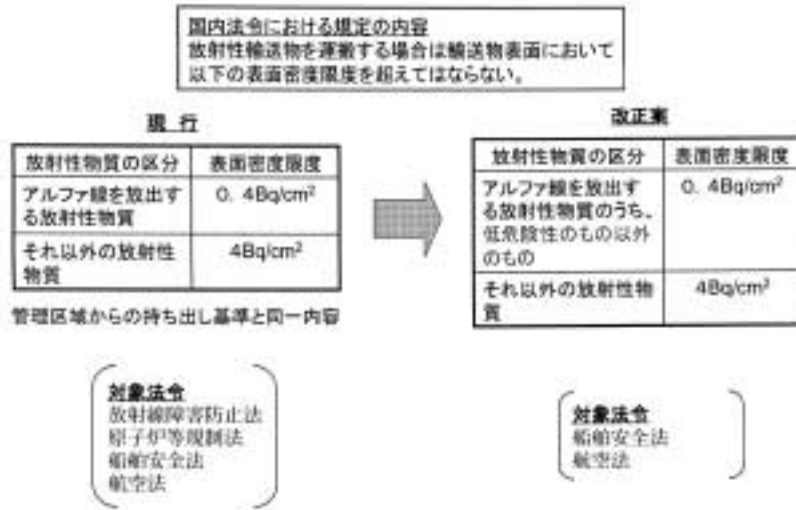 国内法令における規定の内容
放射性輸送物を運搬する場合は輸送物表面において
以下の表面密度限度を超えてはならない。
現 行
放射性物質の区分 表面密度限度
アルファ線を放出す
る放射性物質
0. 4Bq/cm²
それ以外の放射性
物質
4Bq/cm²
管理区域からの持ち出し基準と同一内容
対象法令
放射線障害防止法
原子炉等規制法
船舶安全法
航空法
改正案
放射性物質の区分 表面密度限度
アルファ線を放出す
る放射性物質のうち、
低危険性のもの以外
のもの
0. 4Bq/cm²
それ以外の放射性物
質
4Bq/cm²
対象法令
船舶安全法
航空法